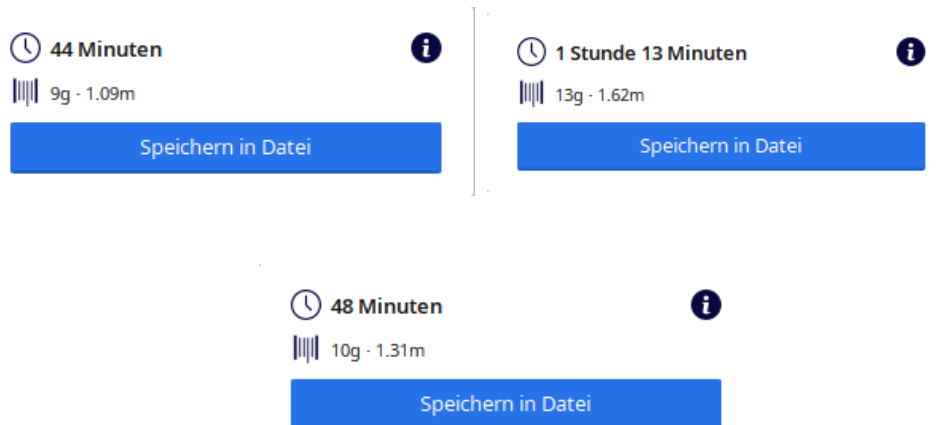 44 Minuten
9g · 1.09m
Speichern in Datei
1 Stunde 13 Minuten
13g · 1.62m
Speichern in Datei
48 Minuten
10g · 1.31m
Speichern in Datei